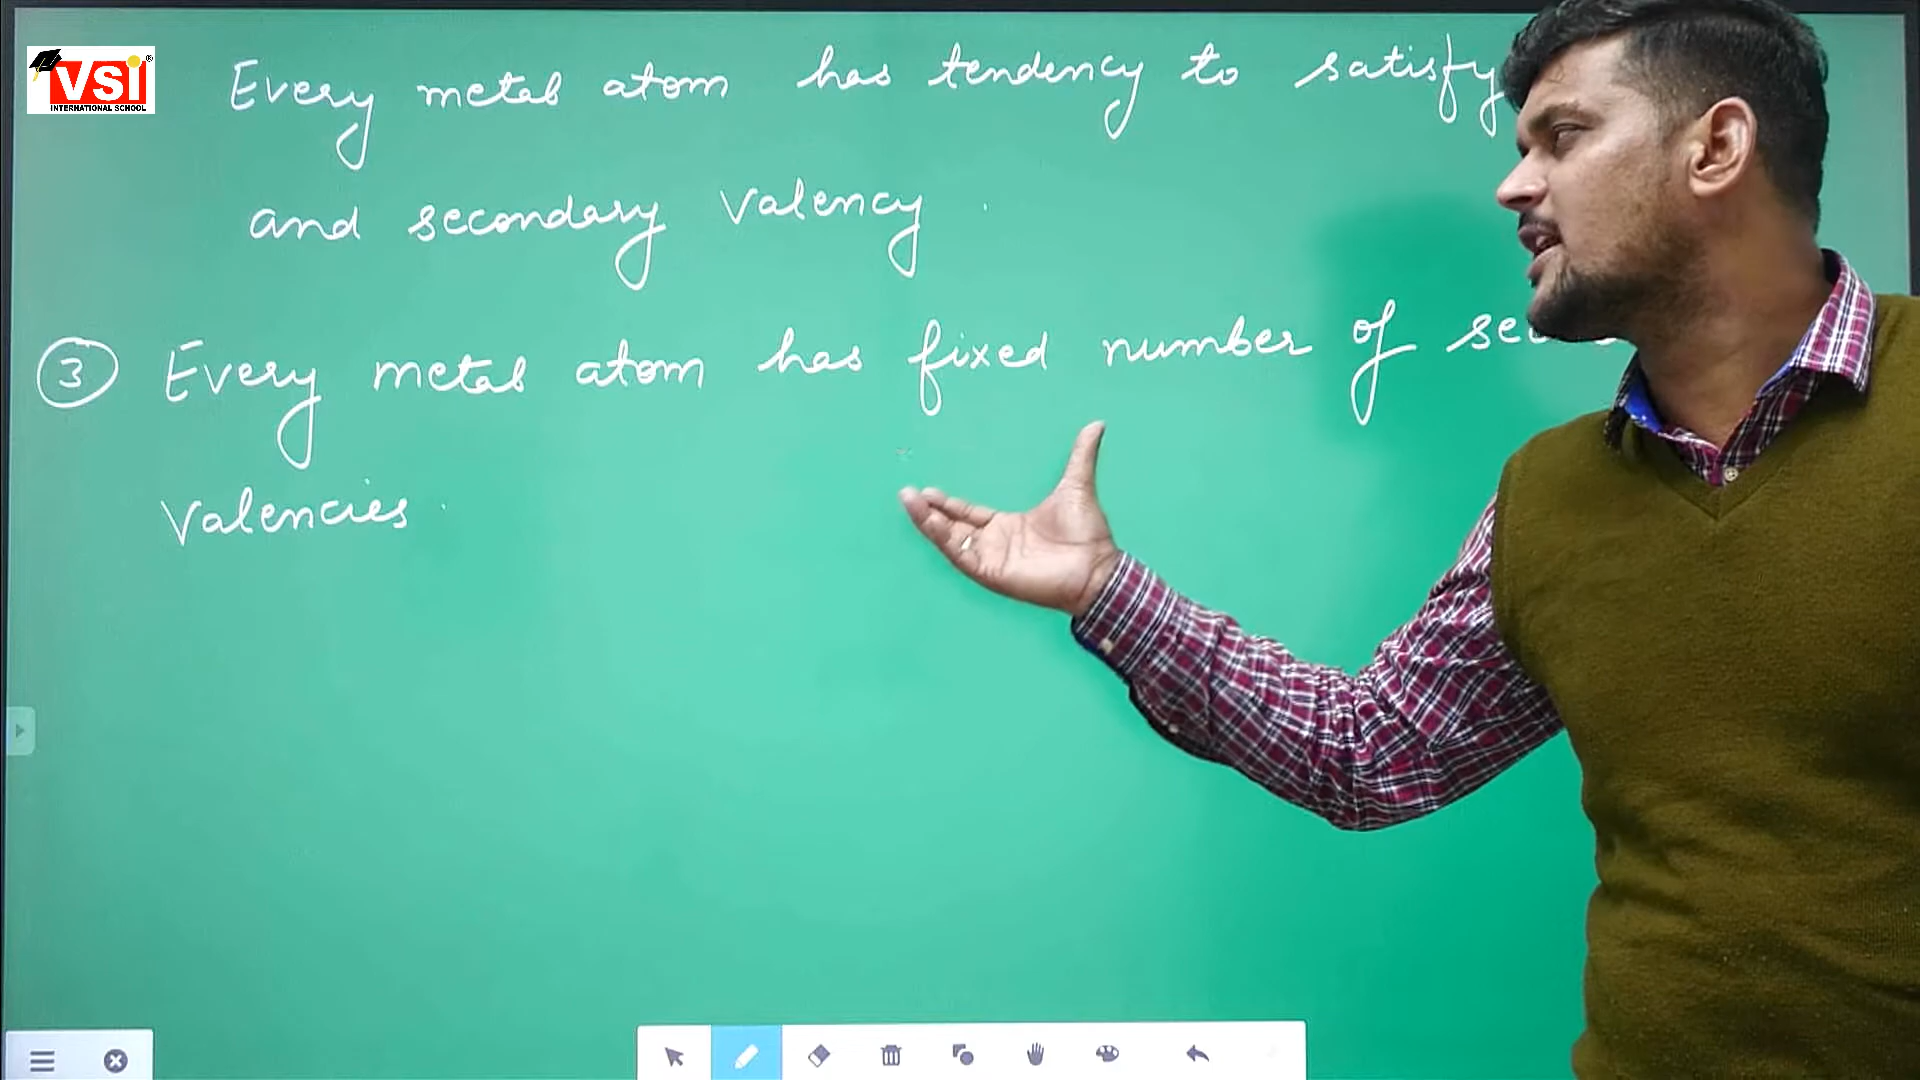 VSI
INTERNATIONAL SCHOOL
Every metal atom has tendency to satisfy
and secondary valency.
3 Every metal atom has fixed number of
valencies.